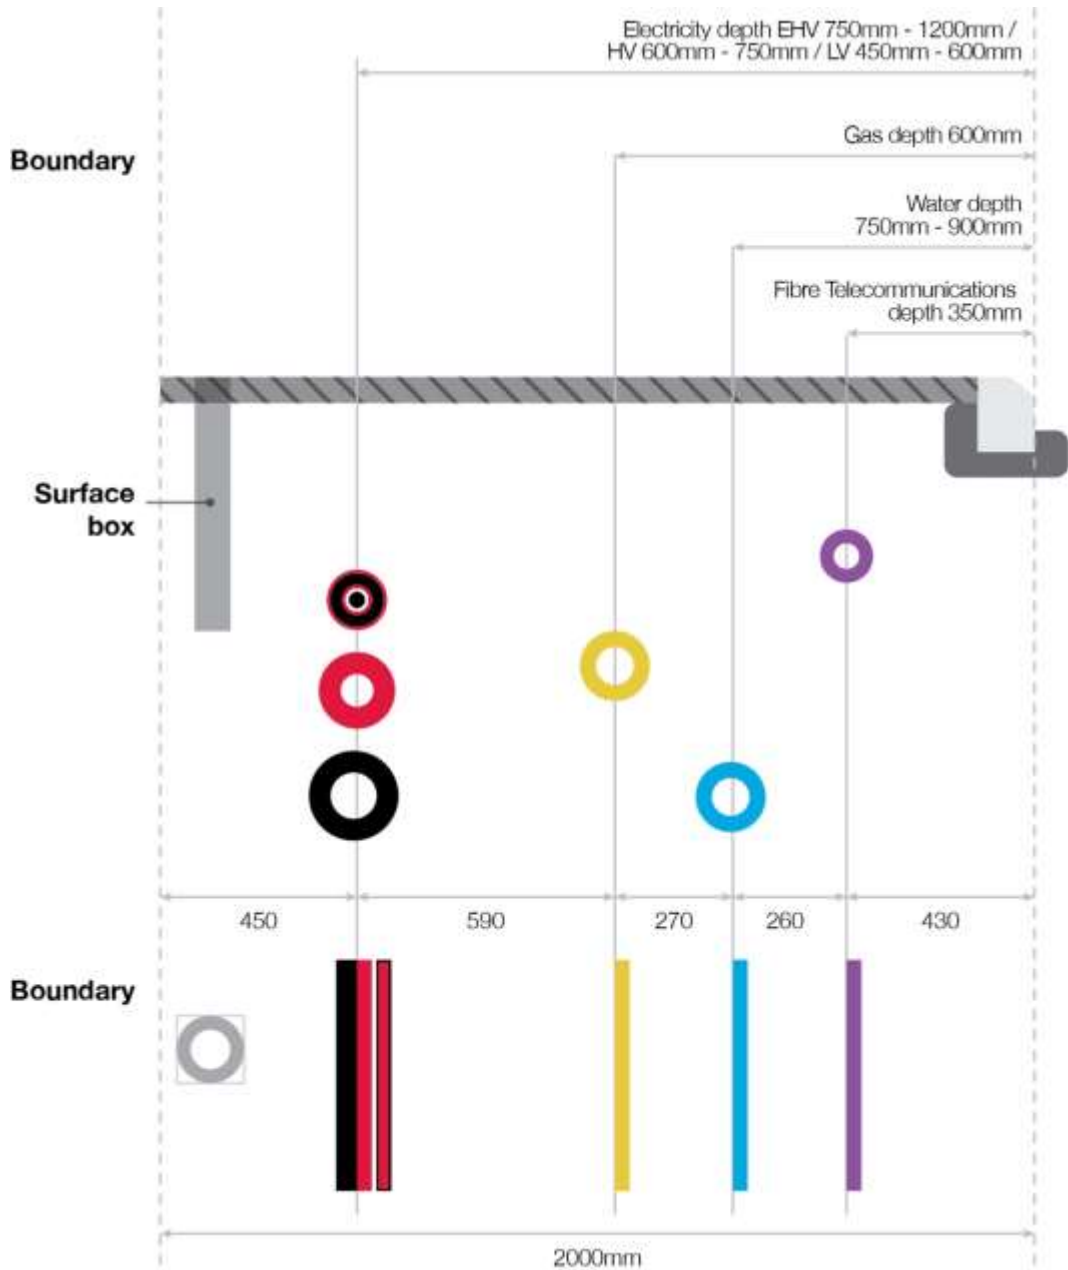 Electricity depth EHV 750mm - 1200mm /
HV 600mm - 750mm / LV 450mm - 600mm
Boundary
Gas depth 600mm
Water depth
750mm - 900mm
Fibre Telecommunications
depth 350mm
Surface
box
450
590
270
260
430
Boundary
2000mm